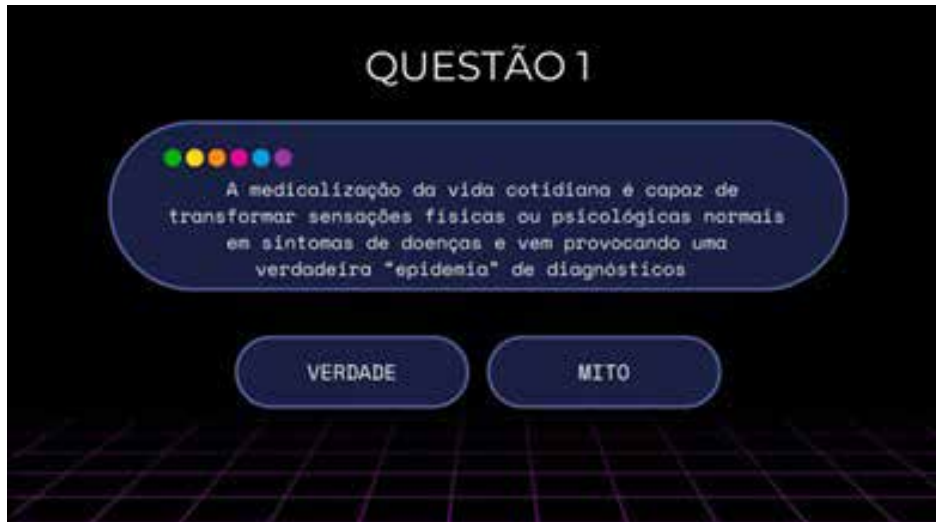 QUESTÃO 1
A medicalização da vida cotidiana é capaz de
transformar sensações físicas ou psicológicas normais
em sintomas de doenças e vem provocando uma
verdadeira "epidemia" de diagnósticos
VERDADE
MITO